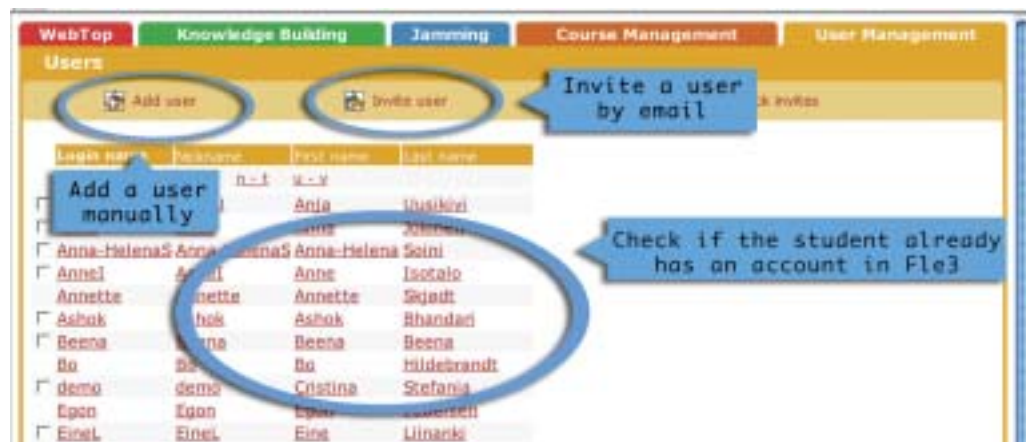 WebTop Knowledge Building Jamming Course Management User Management
Users
Add user Invite user Invite a user by email
Login name Nickname First name Last name
n - t u - v
Add a user manually
Anja Uusikivi
Check if the student already has an account in Fle3
Anna-HelenaS Anna-Helena Soini
AnneI Anne Isotalo
Annette Annette Skjødt
Ashok Ashok Bhandari
Beena Beena Beena
Bo Bo Hildebrandt
demo demo Cristina Stefania
Egon Egon
EineL EineL Eine Liinanki